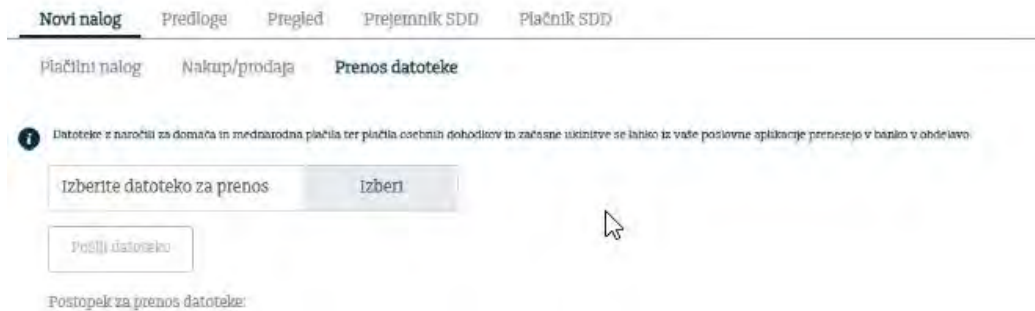 Novi nalog Predloge Pregled Prejemnik SDD Plačnik SDD
Plačilni nalog Nakup/prodaja Prenos datoteke
Datoteke z naročili za domača in mednarodna plačila ter plačila osebnih dohodkov in začasne ukinitve se lahko iz vaše poslovne aplikacije prenesejo v banko v obdelavo.
Izberite datoteko za prenos Izberi
Pošlji datoteko
Postopek za prenos datoteke: